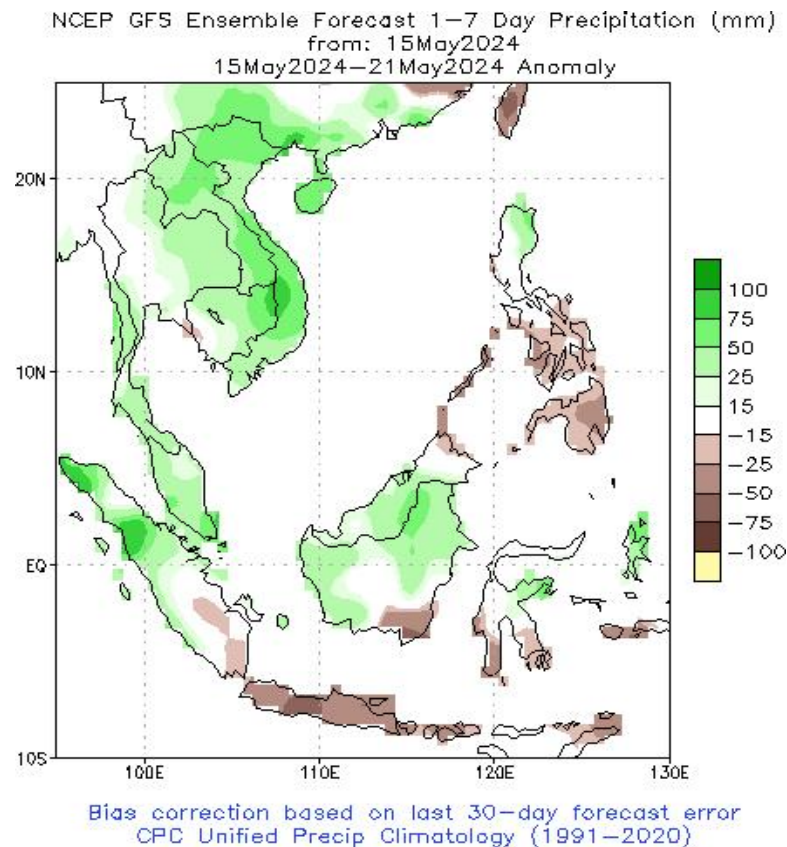 NCEP GFS Ensemble Forecast 1-7 Day Precipitation (mm)
from: 15May2024
15May2024-21May2024 Anomaly
20N
10N
EQ
10S
100E
110E
120E
130E
100
75
50
25
15
-15
-25
-50
-75
-100
Bias correction based on last 30-day forecast error
CPC Unified Precip Climatology (1991-2020)